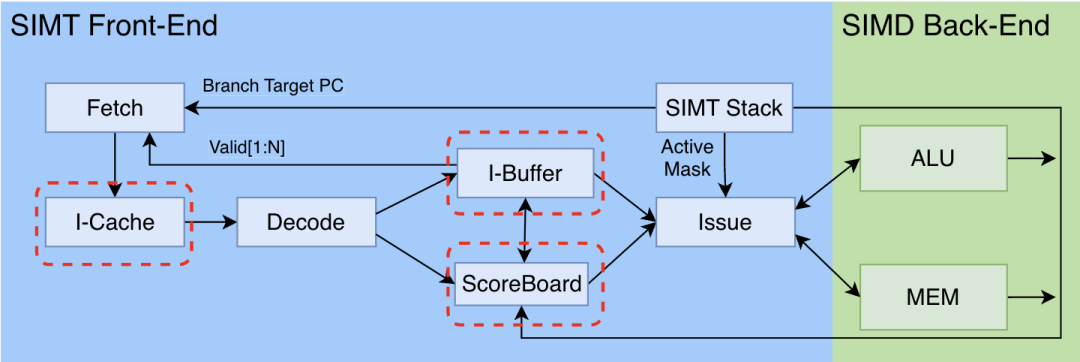 SIMT Front-End
SIMD Back-End
Branch Target PC
Fetch
SIMT Stack
Valid[1:N]
Active
Mask
ALU
I-Buffer
I-Cache
Decode
Issue
ScoreBoard
MEM